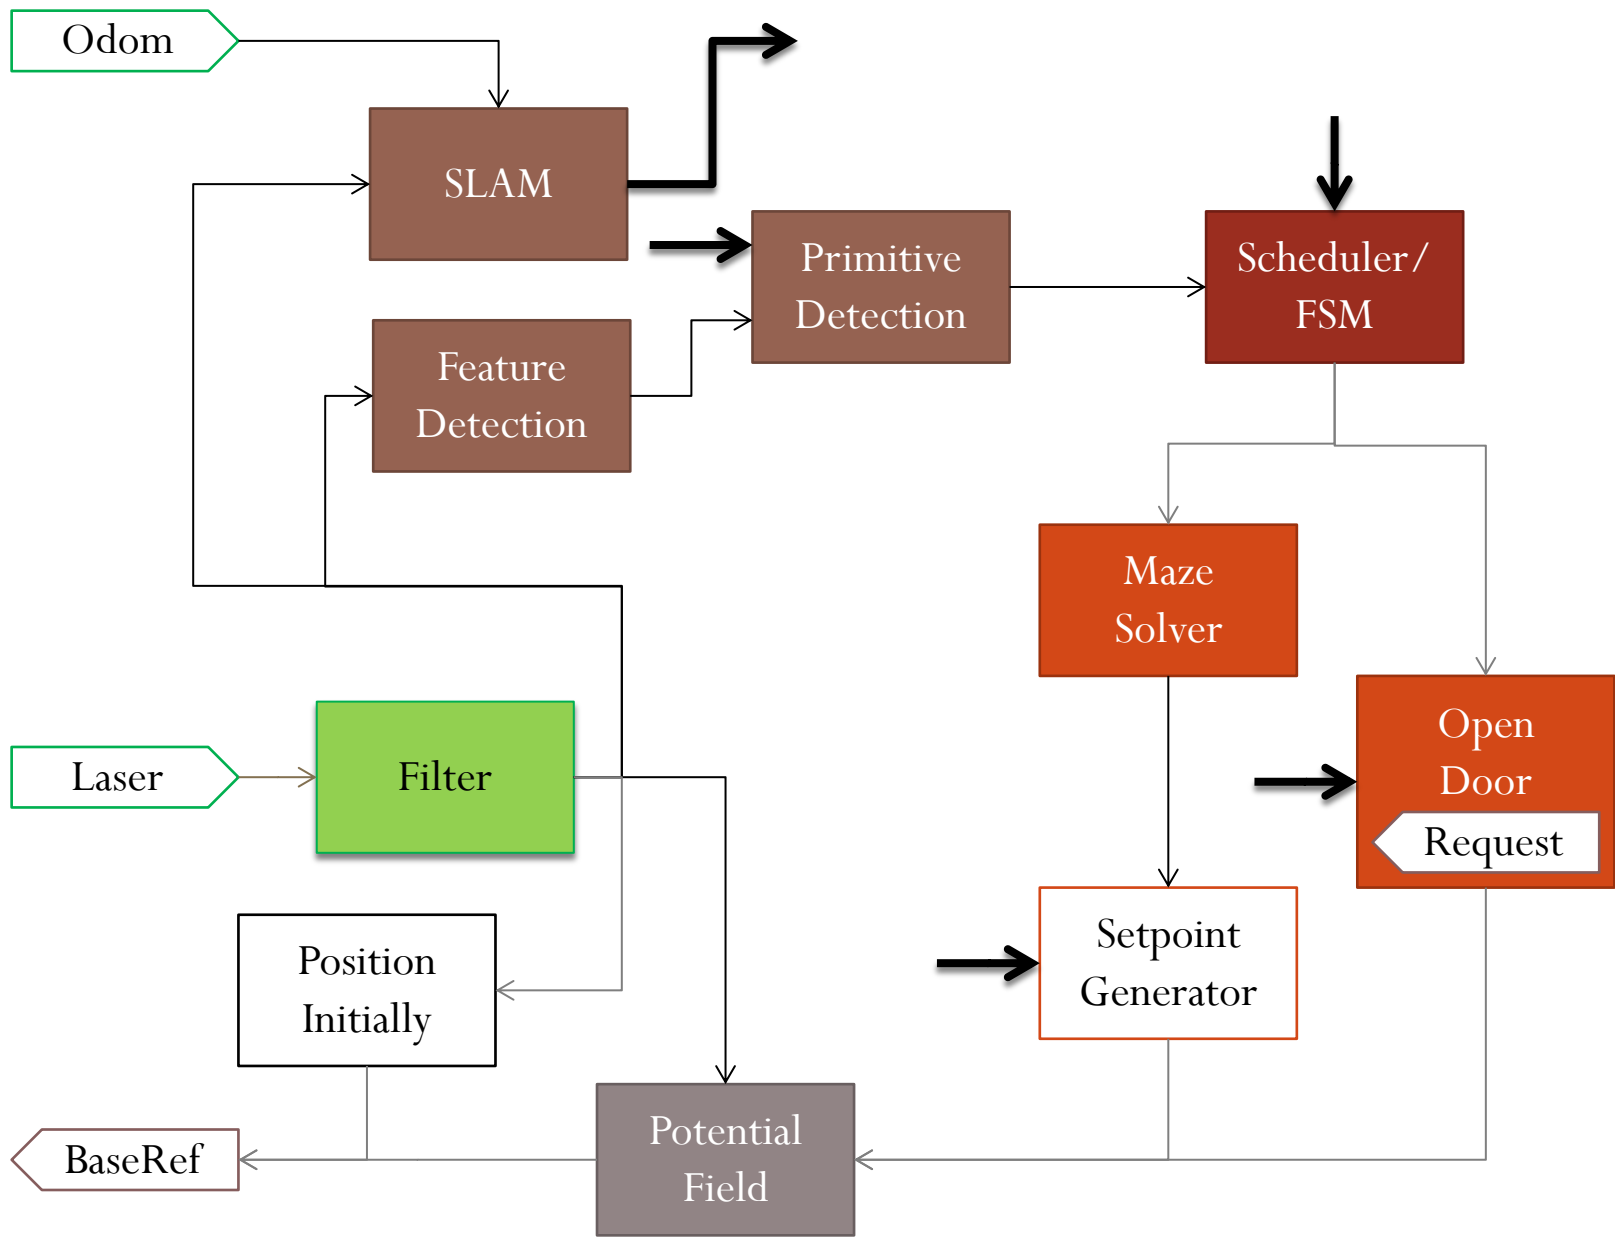 Odom
SLAM
Primitive
Detection
Scheduler/
FSM
Feature
Detection
Maze
Solver
Laser
Filter
Open
Door
Request
Position
Initially
Setpoint
Generator
BaseRef
Potential
Field